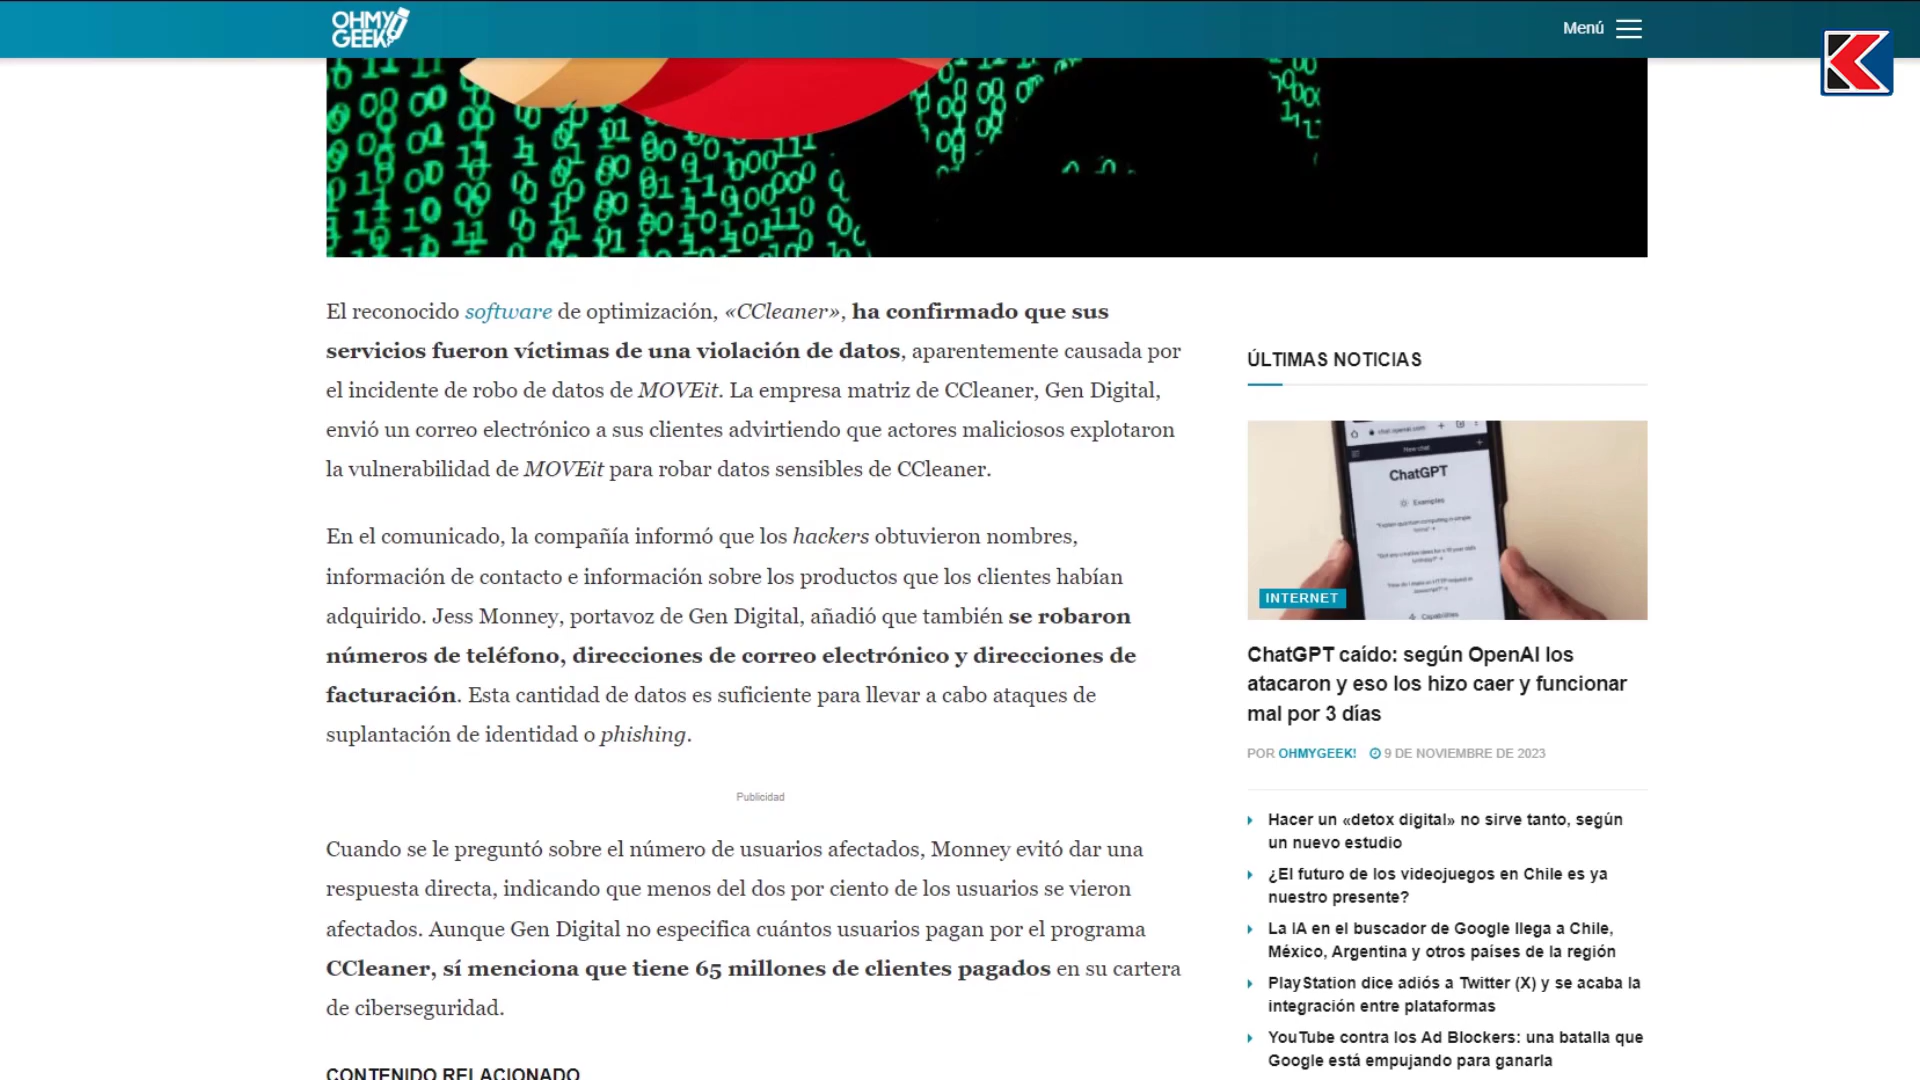 OHMY
GEEK!
Menú
El reconocido software de optimización, «CCleaner», ha confirmado que sus
servicios fueron víctimas de una violación de datos, aparentemente causada por
el incidente de robo de datos de MOVEit. La empresa matriz de CCleaner, Gen Digital,
envió un correo electrónico a sus clientes advirtiendo que actores maliciosos explotaron
la vulnerabilidad de MOVEit para robar datos sensibles de CCleaner.
En el comunicado, la compañía informó que los hackers obtuvieron nombres,
información de contacto e información sobre los productos que los clientes habían
adquirido. Jess Monney, portavoz de Gen Digital, añadió que también se robaron
números de teléfono, direcciones de correo electrónico y direcciones de
facturación. Esta cantidad de datos es suficiente para llevar a cabo ataques de
suplantación de identidad o phishing.
Publicidad
Cuando se le preguntó sobre el número de usuarios afectados, Monney evitó dar una
respuesta directa, indicando que menos del dos por ciento de los usuarios se vieron
afectados. Aunque Gen Digital no especifica cuántos usuarios pagan por el programa
CCleaner, sí menciona que tiene 65 millones de clientes pagados en su cartera
de ciberseguridad.
CONTENIDO RELACIONADO
ÚLTIMAS NOTICIAS
New chat
ChatGPT
Examples
Capabilities
INTERNET
ChatGPT caído: según OpenAI los
atacaron y eso los hizo caer y funcionar
mal por 3 días
POR OHMYGEEK! 9 DE NOVIEMBRE DE 2023
Hacer un «detox digital» no sirve tanto, según
un nuevo estudio
¿El futuro de los videojuegos en Chile es ya
nuestro presente?
La IA en el buscador de Google llega a Chile,
México, Argentina y otros países de la región
PlayStation dice adiós a Twitter (X) y se acaba la
integración entre plataformas
YouTube contra los Ad Blockers: una batalla que
Google está empujando para ganarla